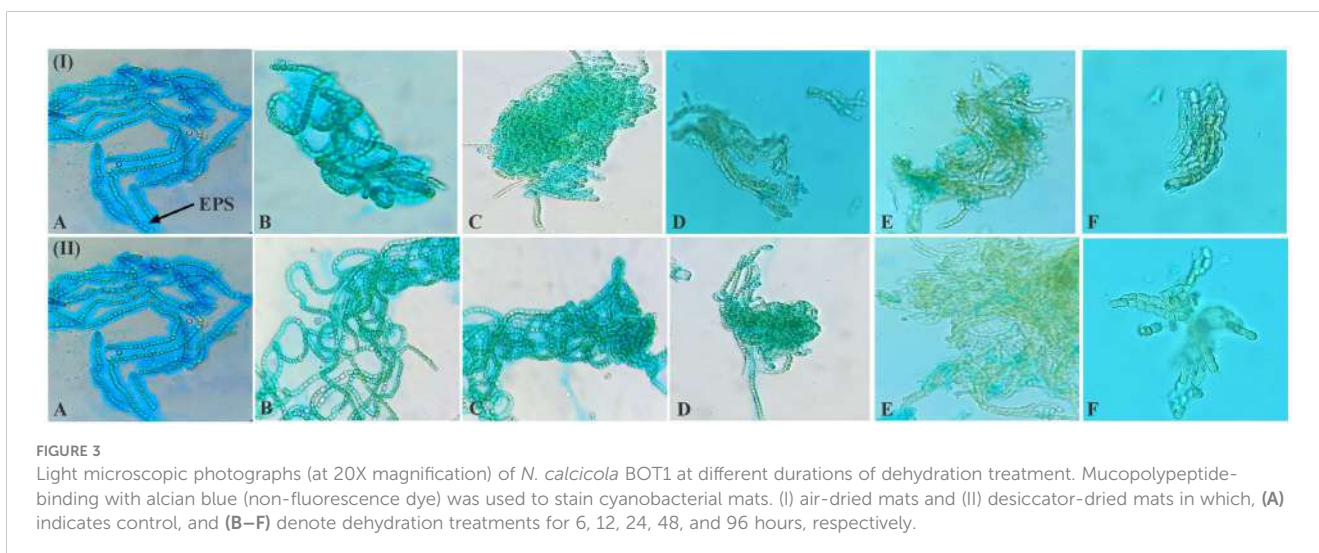 (I)
EPS
A B C D E F
(II)
A B C D E F
FIGURE 3
Light microscopic photographs (at 20X magnification) of N. calcicola BOT1 at different durations of dehydration treatment. Mucopolypeptide-
binding with alcian blue (non-fluorescence dye) was used to stain cyanobacterial mats. (I) air-dried mats and (II) desiccator-dried mats in which, (A)
indicates control, and (B–F) denote dehydration treatments for 6, 12, 24, 48, and 96 hours, respectively.